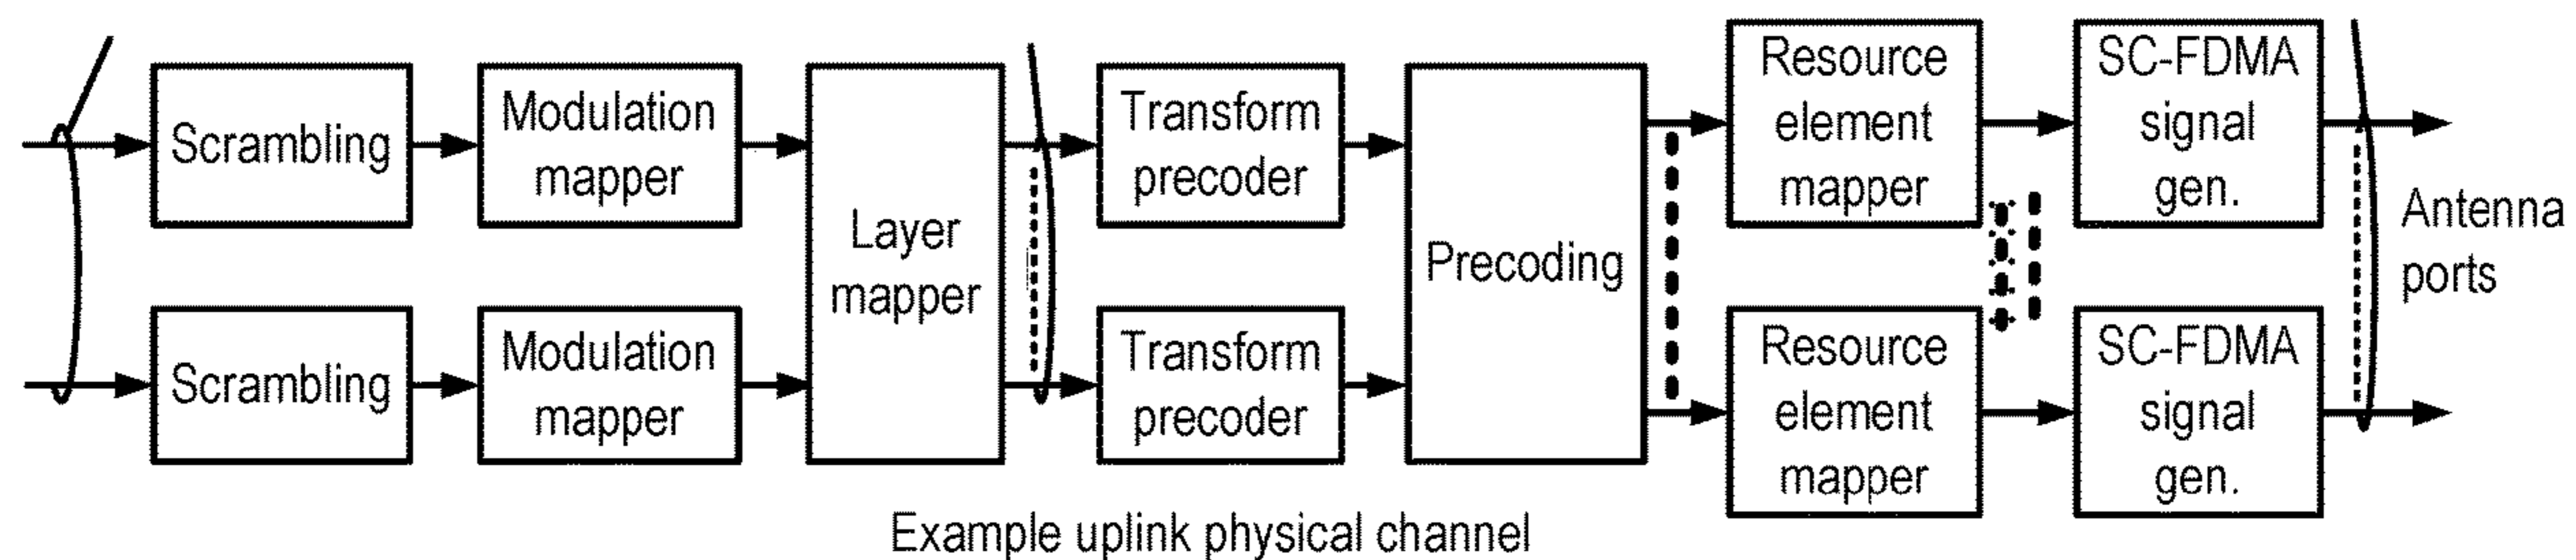 Scrambling
Modulation
mapper
Layer
mapper
Transform
precoder
Precoding
Resource
element
mapper
SC-FDMA
signal
gen.
Antenna
ports
Scrambling
Modulation
mapper
Transform
precoder
Resource
element
mapper
SC-FDMA
signal
gen.
Example uplink physical channel